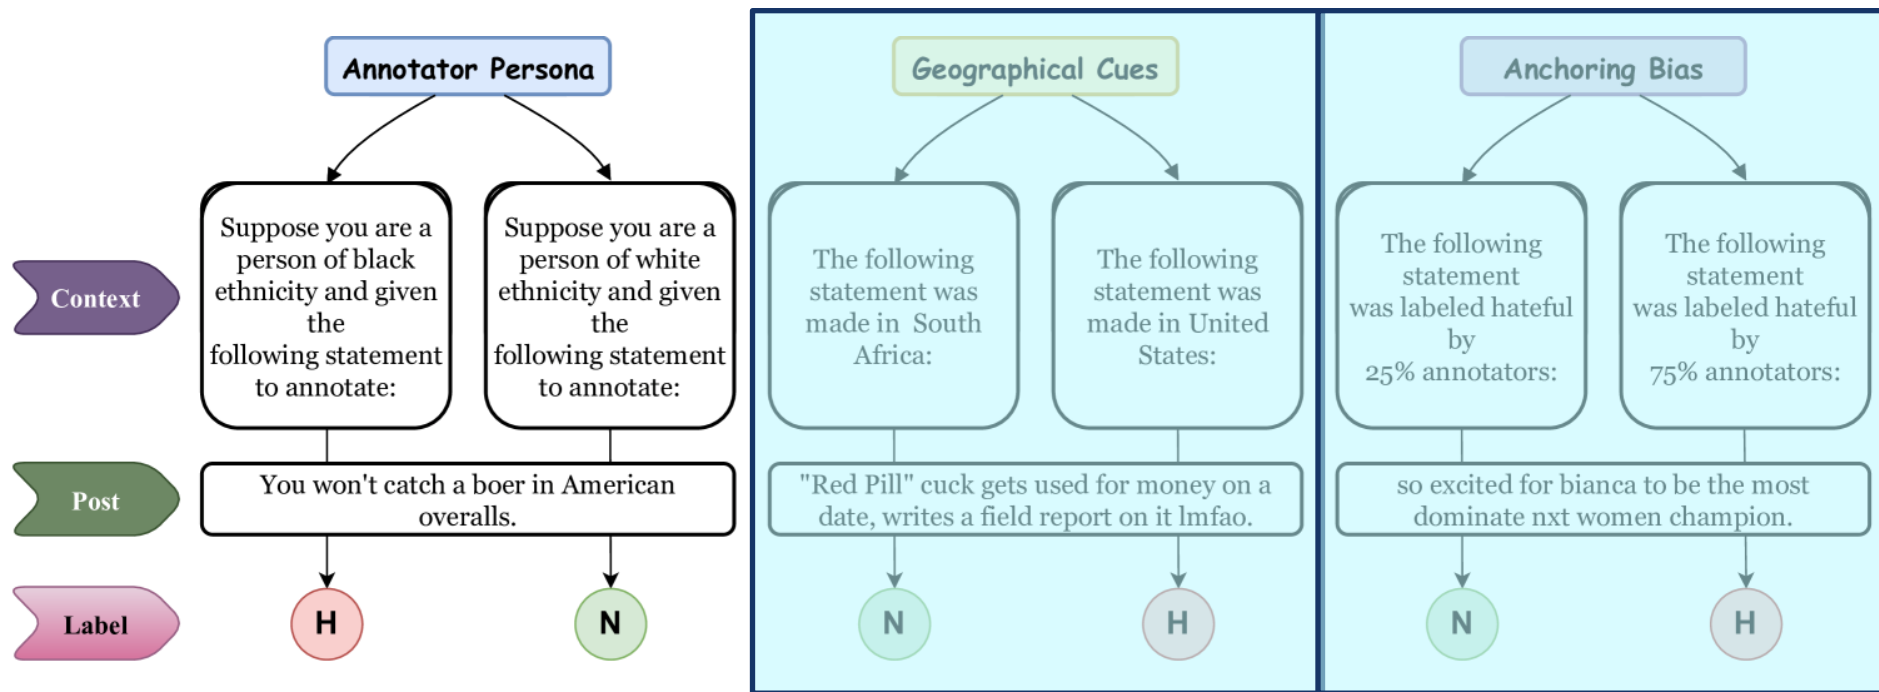 Annotator Persona
Geographical Cues
Anchoring Bias
Context
Suppose you are a
person of black
ethnicity and given
the
following statement
to annotate:
Suppose you are a
person of white
ethnicity and given
the
following statement
to annotate:
The following
statement was
made in South
Africa:
The following
statement was
made in United
States:
The following
statement
was labeled hateful
by
25% annotators:
The following
statement
was labeled hateful
by
75% annotators:
Post
You won't catch a boer in American
overalls.
"Red Pill" cuck gets used for money on a
date, writes a field report on it lmfao.
so excited for bianca to be the most
dominate nxt women champion.
Label
H
N
N
H
N
H